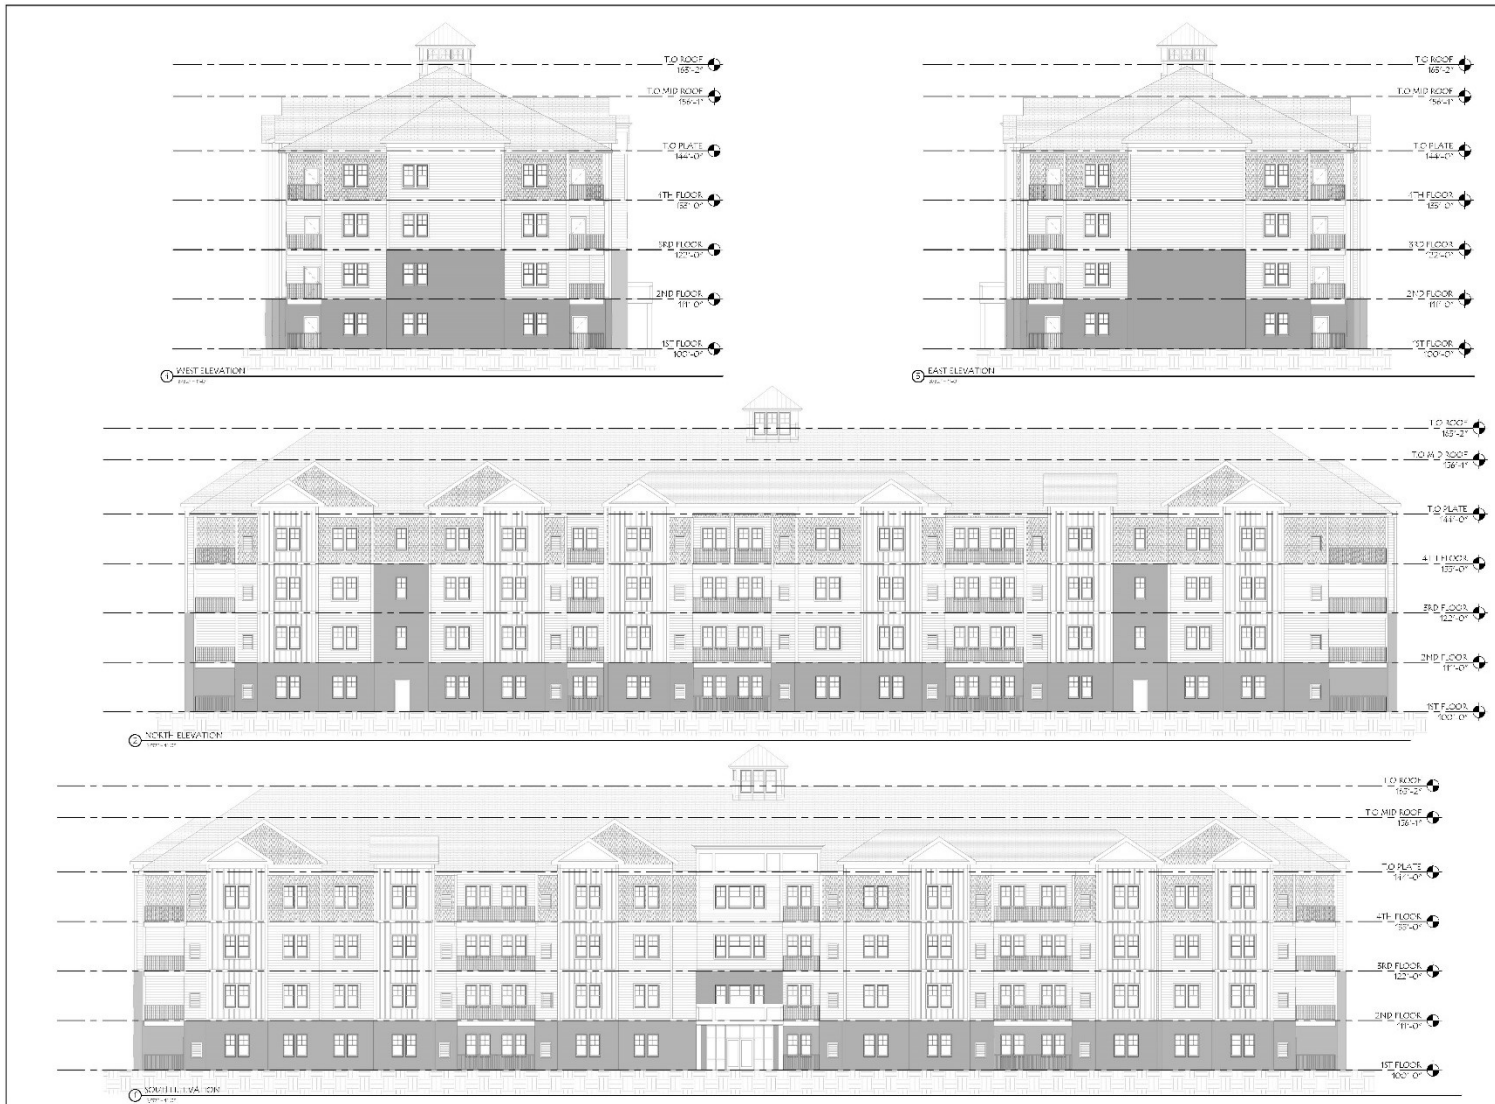 T.O ROOF
165'-2"
T.O MID ROOF
156'-1"
T.O PLATE
144'-0"
4TH FLOOR
133'-0"
3RD FLOOR
122'-0"
2ND FLOOR
111'-0"
1ST FLOOR
100'-0"
4 WEST ELEVATION
T.O ROOF
165'-2"
T.O MID ROOF
156'-1"
T.O PLATE
144'-0"
4TH FLOOR
133'-0"
3RD FLOOR
122'-0"
2ND FLOOR
111'-0"
1ST FLOOR
100'-0"
EAST ELEVATION
T.O ROOF
165'-2"
T.O MID ROOF
156'-1"
T.O PLATE
144'-0"
4TH FLOOR
133'-0"
3RD FLOOR
122'-0"
2ND FLOOR
111'-0"
1ST FLOOR
100'-0"
2 NORTH ELEVATION
T.O ROOF
165'-2"
T.O MID ROOF
156'-1"
T.O PLATE
144'-0"
4TH FLOOR
133'-0"
3RD FLOOR
122'-0"
2ND FLOOR
111'-0"
1ST FLOOR
100'-0"
1 SOUTH ELEVATION